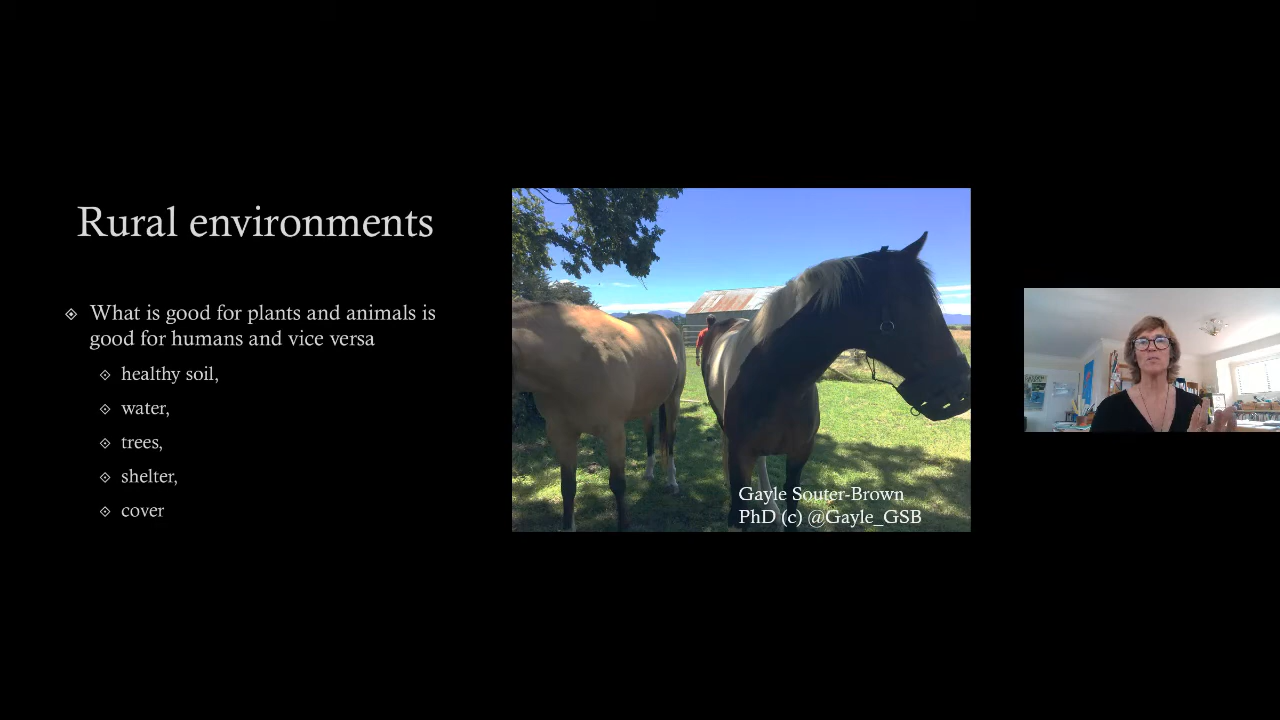 Rural environments
What is good for plants and animals is
good for humans and vice versa
healthy soil,
water,
trees,
shelter,
cover
Gayle Souter-Brown
PhD (c) @Gayle_GSB